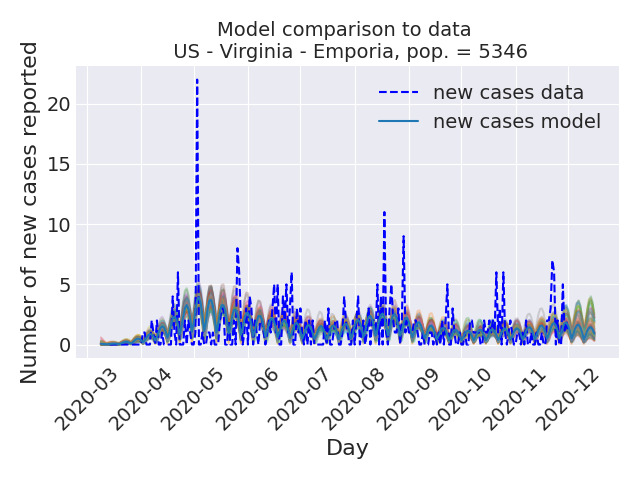 Model comparison to data
US - Virginia - Emporia, pop. = 5346
Number of new cases reported
20
15
10
5
0
new cases data
new cases model
2020-03
2020-04
2020-05
2020-06
2020-07
2020-08
2020-09
2020-10
2020-11
2020-12
Day